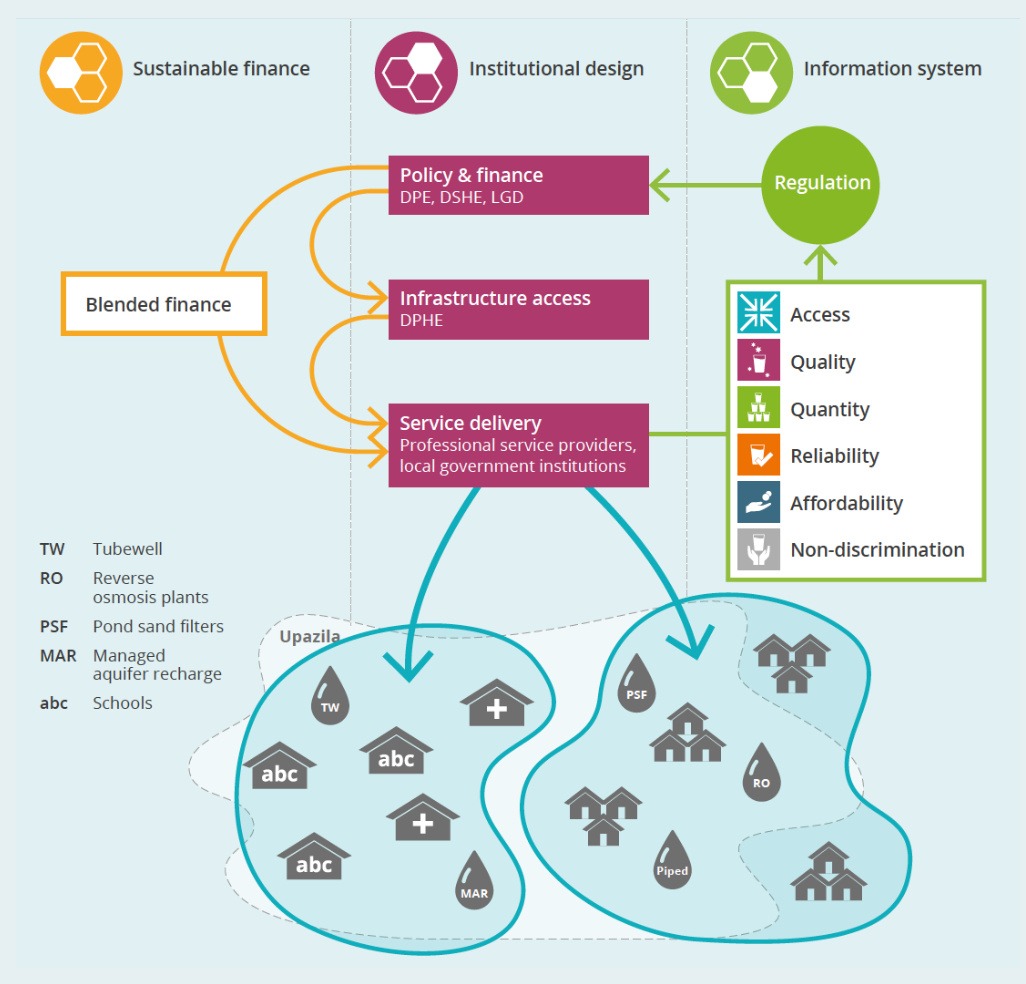 Sustainable finance
Institutional design
Information system
Policy & finance
DPE, DSHE, LGD
Regulation
Blended finance
Infrastructure access
DPHE
Service delivery
Professional service providers,
local government institutions
Access
Quality
Quantity
Reliability
Affordability
Non-discrimination
TW Tubewell
RO Reverse
osmosis plants
PSF Pond sand filters
MAR Managed
aquifer recharge
abc Schools
Upazila
TW
abc
abc
abc
MAR
PSF
RO
Piped